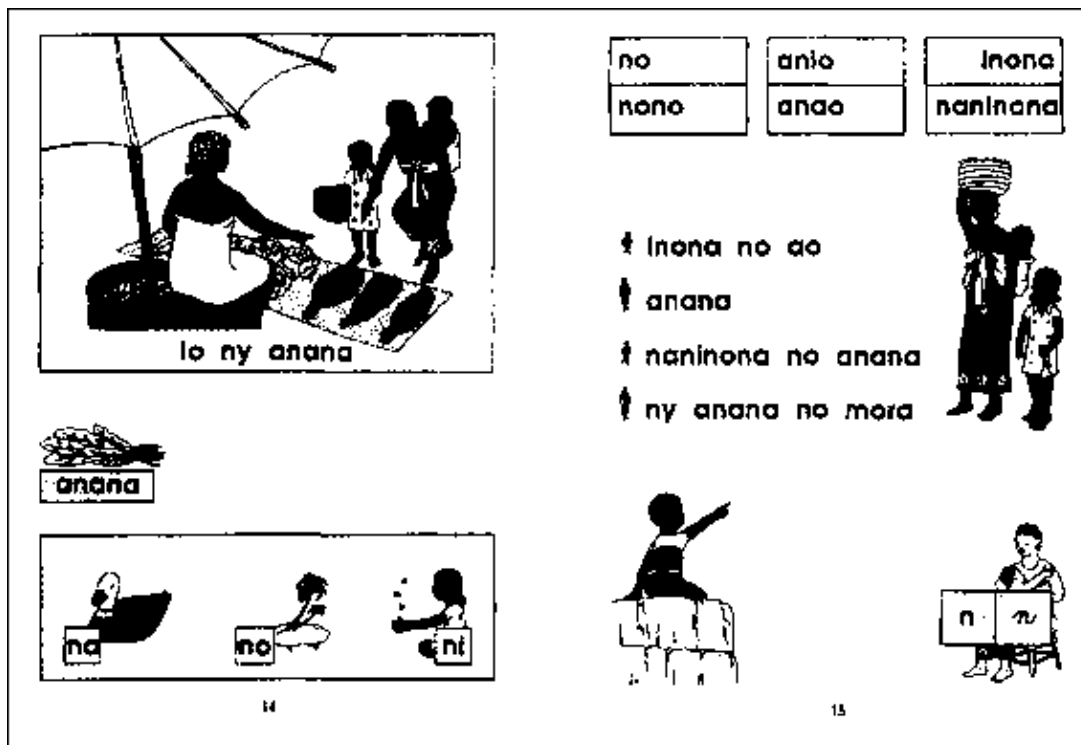 io ny anana
anana
na
no
ni
14
no
nono
anio
anao
inona
naninona
inona no ao
anana
naninona no anana
ny anana no mora
n n
15